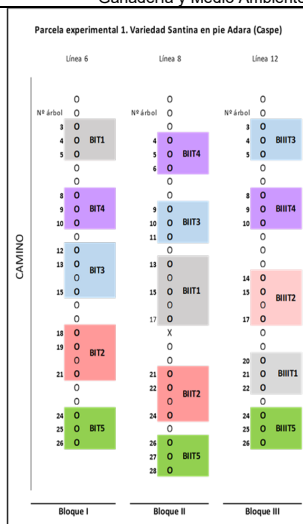 Ganadería y Medio Ambiente
Parcela experimental 1. Variedad Santina en pie Adara (Caspe)
Línea 6 Línea 8 Línea 12
O O O
Nº árbol O Nº árbol O Nº árbol O
3 O O 3 O
4 O BIT1 4 O 4 O BIIIT3
5 O 5 O BIIT4 5 O
O 6 O O
O O O
8 O O 8 O
9 O BIT4 9 O 9 O BIIIT4
10 O 10 O BIIT3 10 O
O 11 O O
12 O O O
CAMINO
13 O BIT3 13 O O
O O 14 O
15 O 15 O BIIT1 15 O BIIIT2
O O O
O 17 O 17 O
18 O X O
19 O BIT2 O O
O O 20 O
21 O 21 O 21 O BIIIT1
O 22 O BIIT2 22 O
O O O
24 O 24 O 24 O
25 O BIT5 O 25 O BIIIT5
26 O 26 O 26 O
27 O BIIT5
28 O
Bloque I Bloque II Bloque III